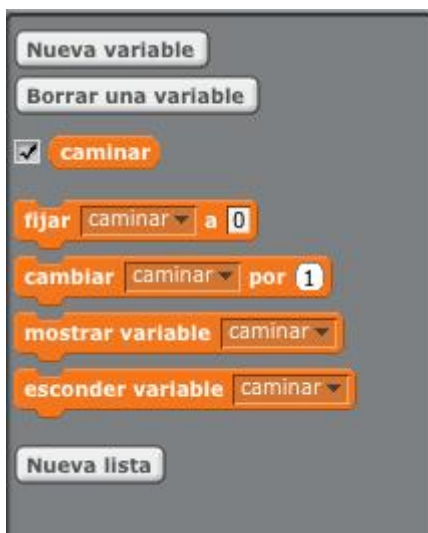 Nueva variable
Borrar una variable
caminar
fijar caminar a 0
cambiar caminar por 1
mostrar variable caminar
esconder variable caminar
Nueva lista